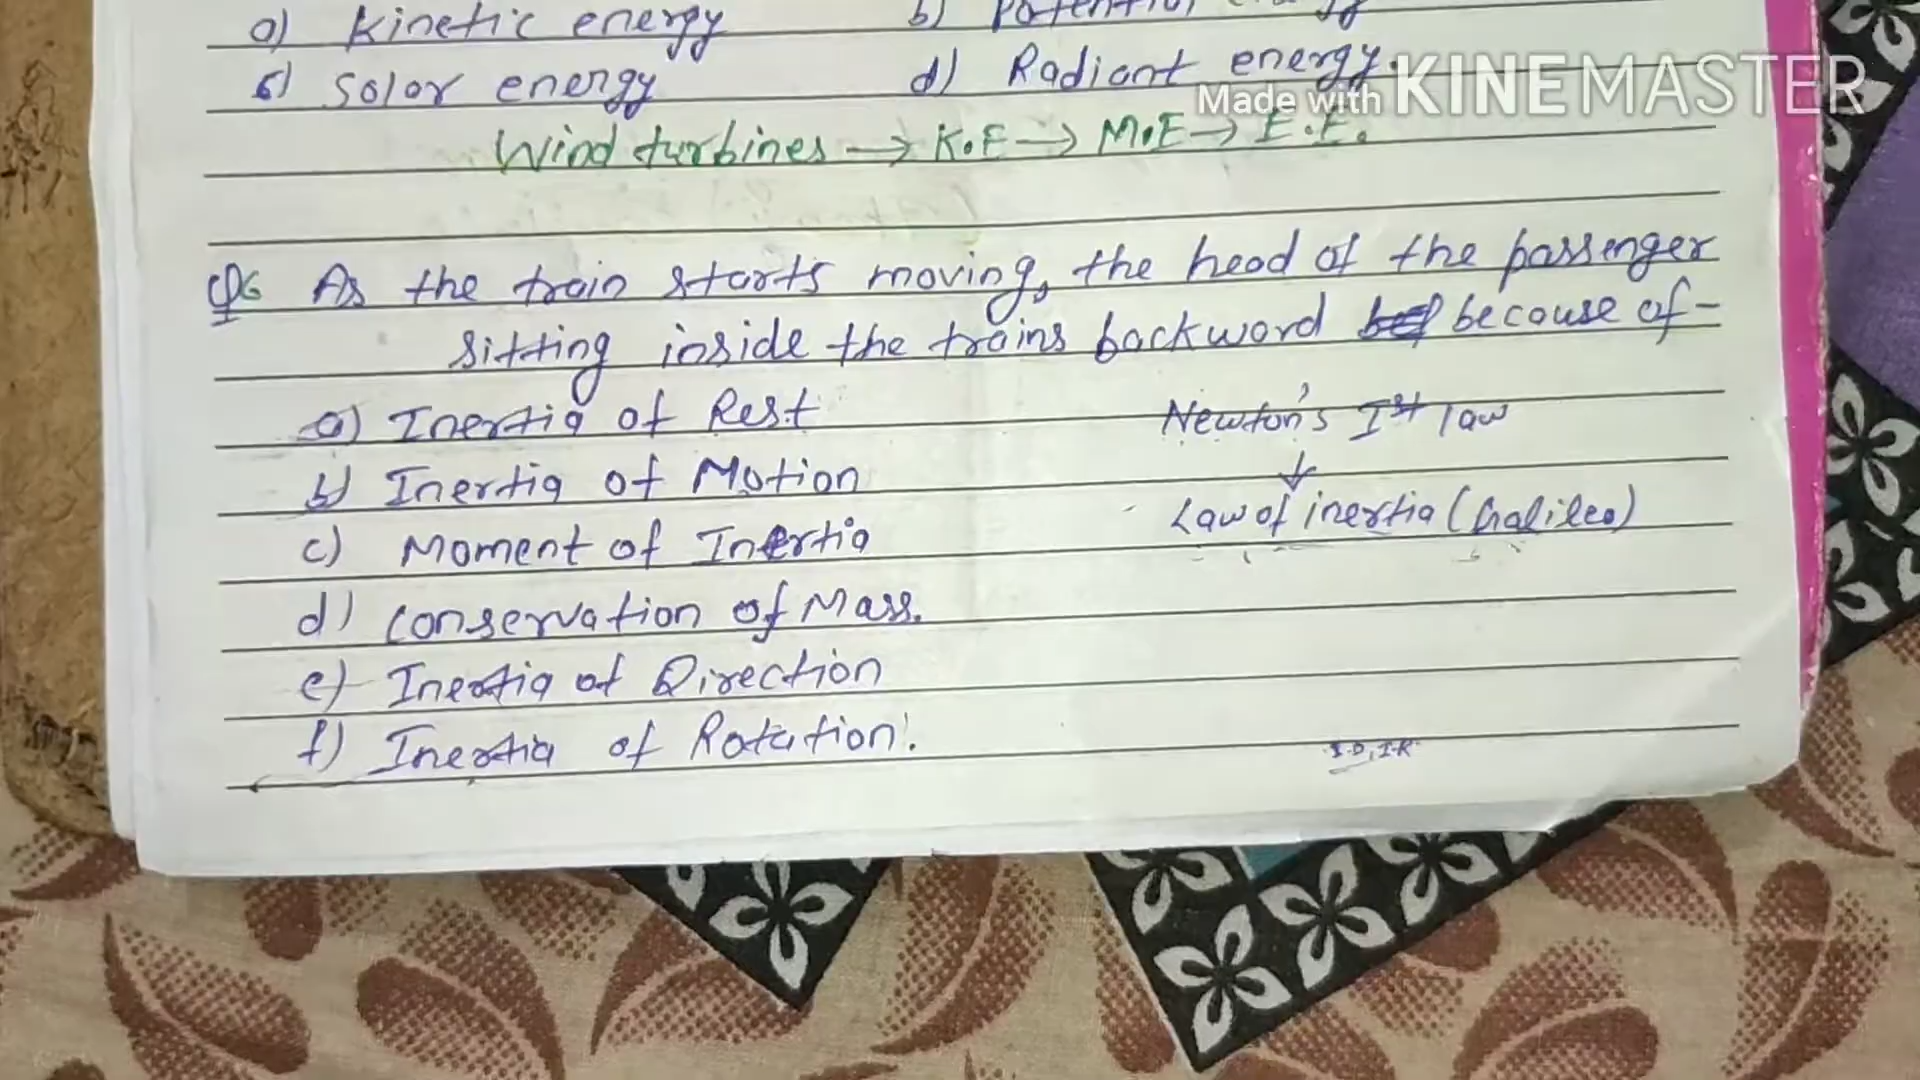 a) Kinetic energy b) Potential energy
c) Solar energy d) Radiant energy.
Made with KINEMASTER
Wind turbines → K.E → M.E → E.E.
Q6 As the train starts moving, the head of the passenger
sitting inside the trains backward because of -
a) Inertia of Rest
Newton's Ist law
b) Inertia of Motion
↓
Law of inertia (Galileo)
c) Moment of Inertia
d) Conservation of Mass.
e) Inertia of Direction
f) Inertia of Rotation.
I.D, I.R